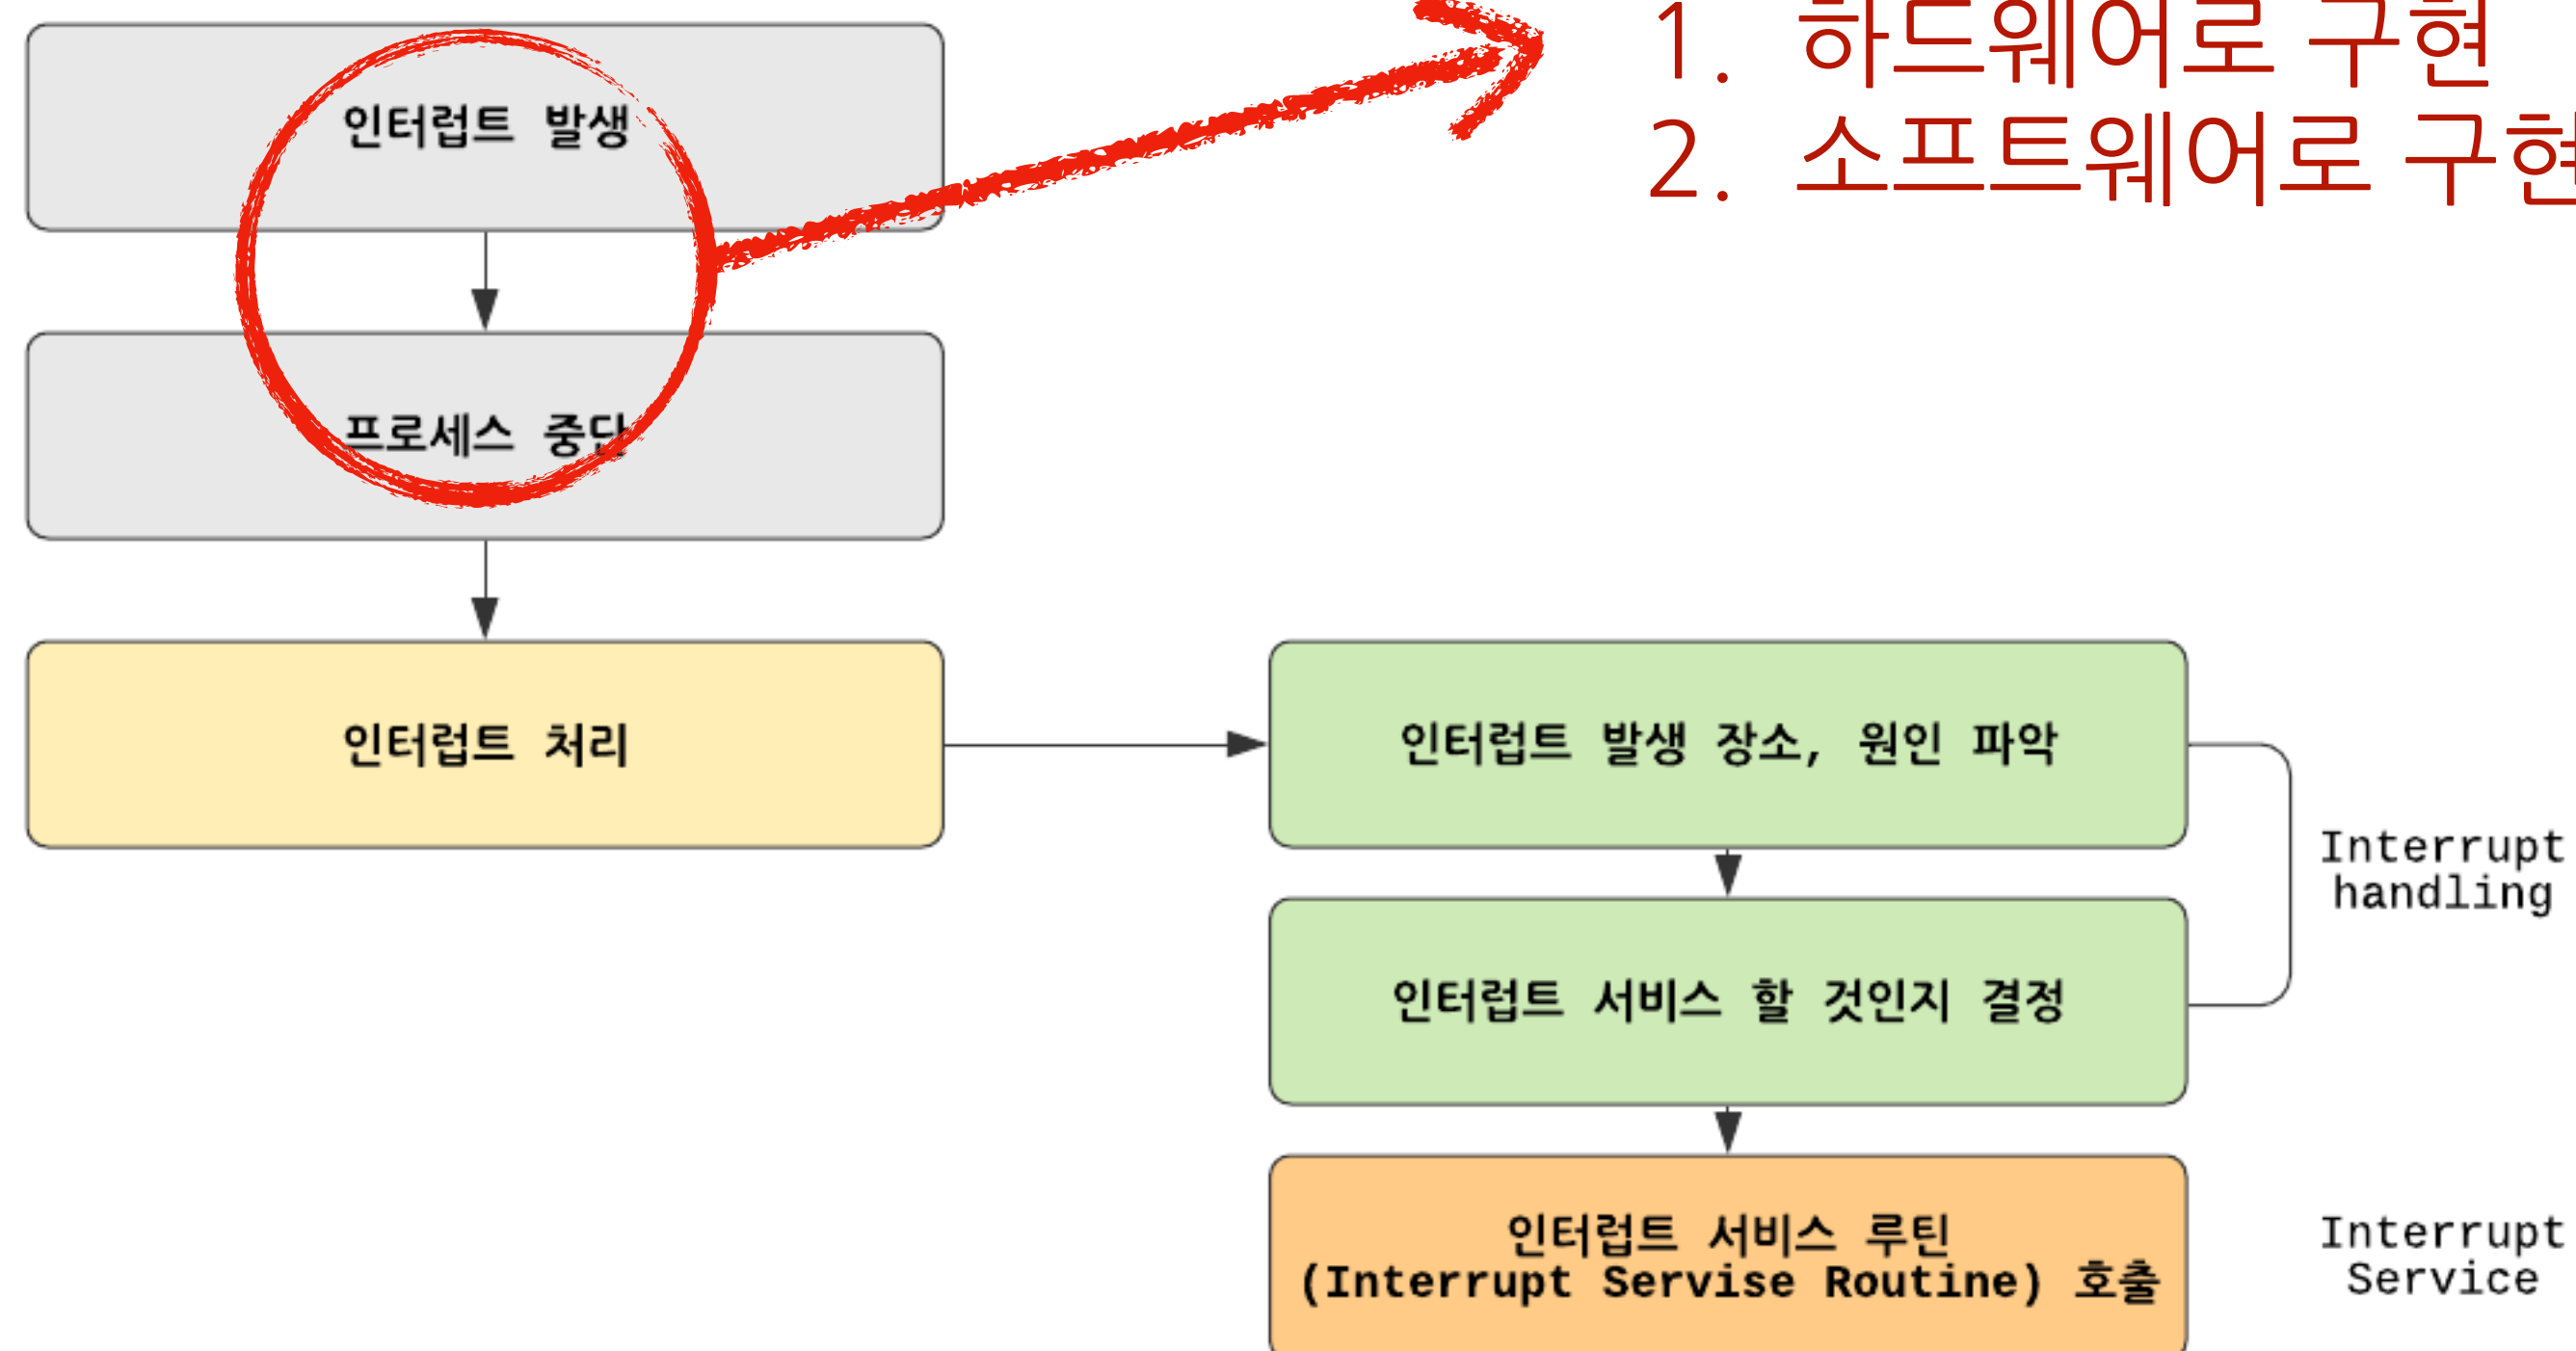 1. 하드웨어로 구현
2. 소프트웨어로 구현
인터럽트 발생
프로세스 중단
인터럽트 처리
인터럽트 발생 장소, 원인 파악
Interrupt
handling
인터럽트 서비스 할 것인지 결정
인터럽트 서비스 루틴
(Interrupt Servise Routine) 호출
Interrupt
Service